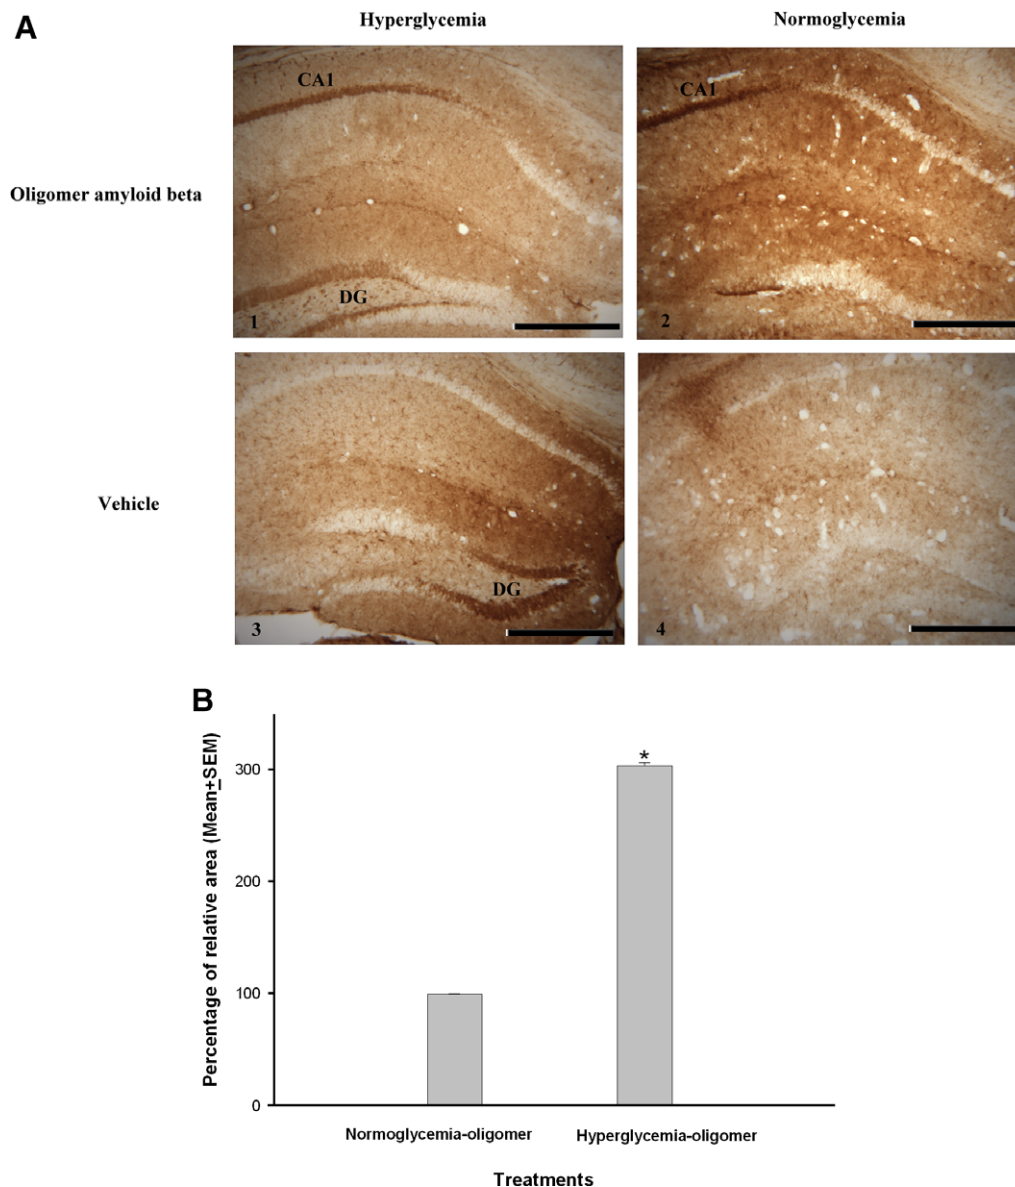 A
Hyperglycemia
Normoglycemia
Oligomer amyloid beta
CA1
DG
1
CA1
2
Vehicle
DG
3
4
B
Percentage of relative area (Mean+SEM)
300
200
100
0
*
Normoglycemia-oligomer
Hyperglycemia-oligomer
Treatments